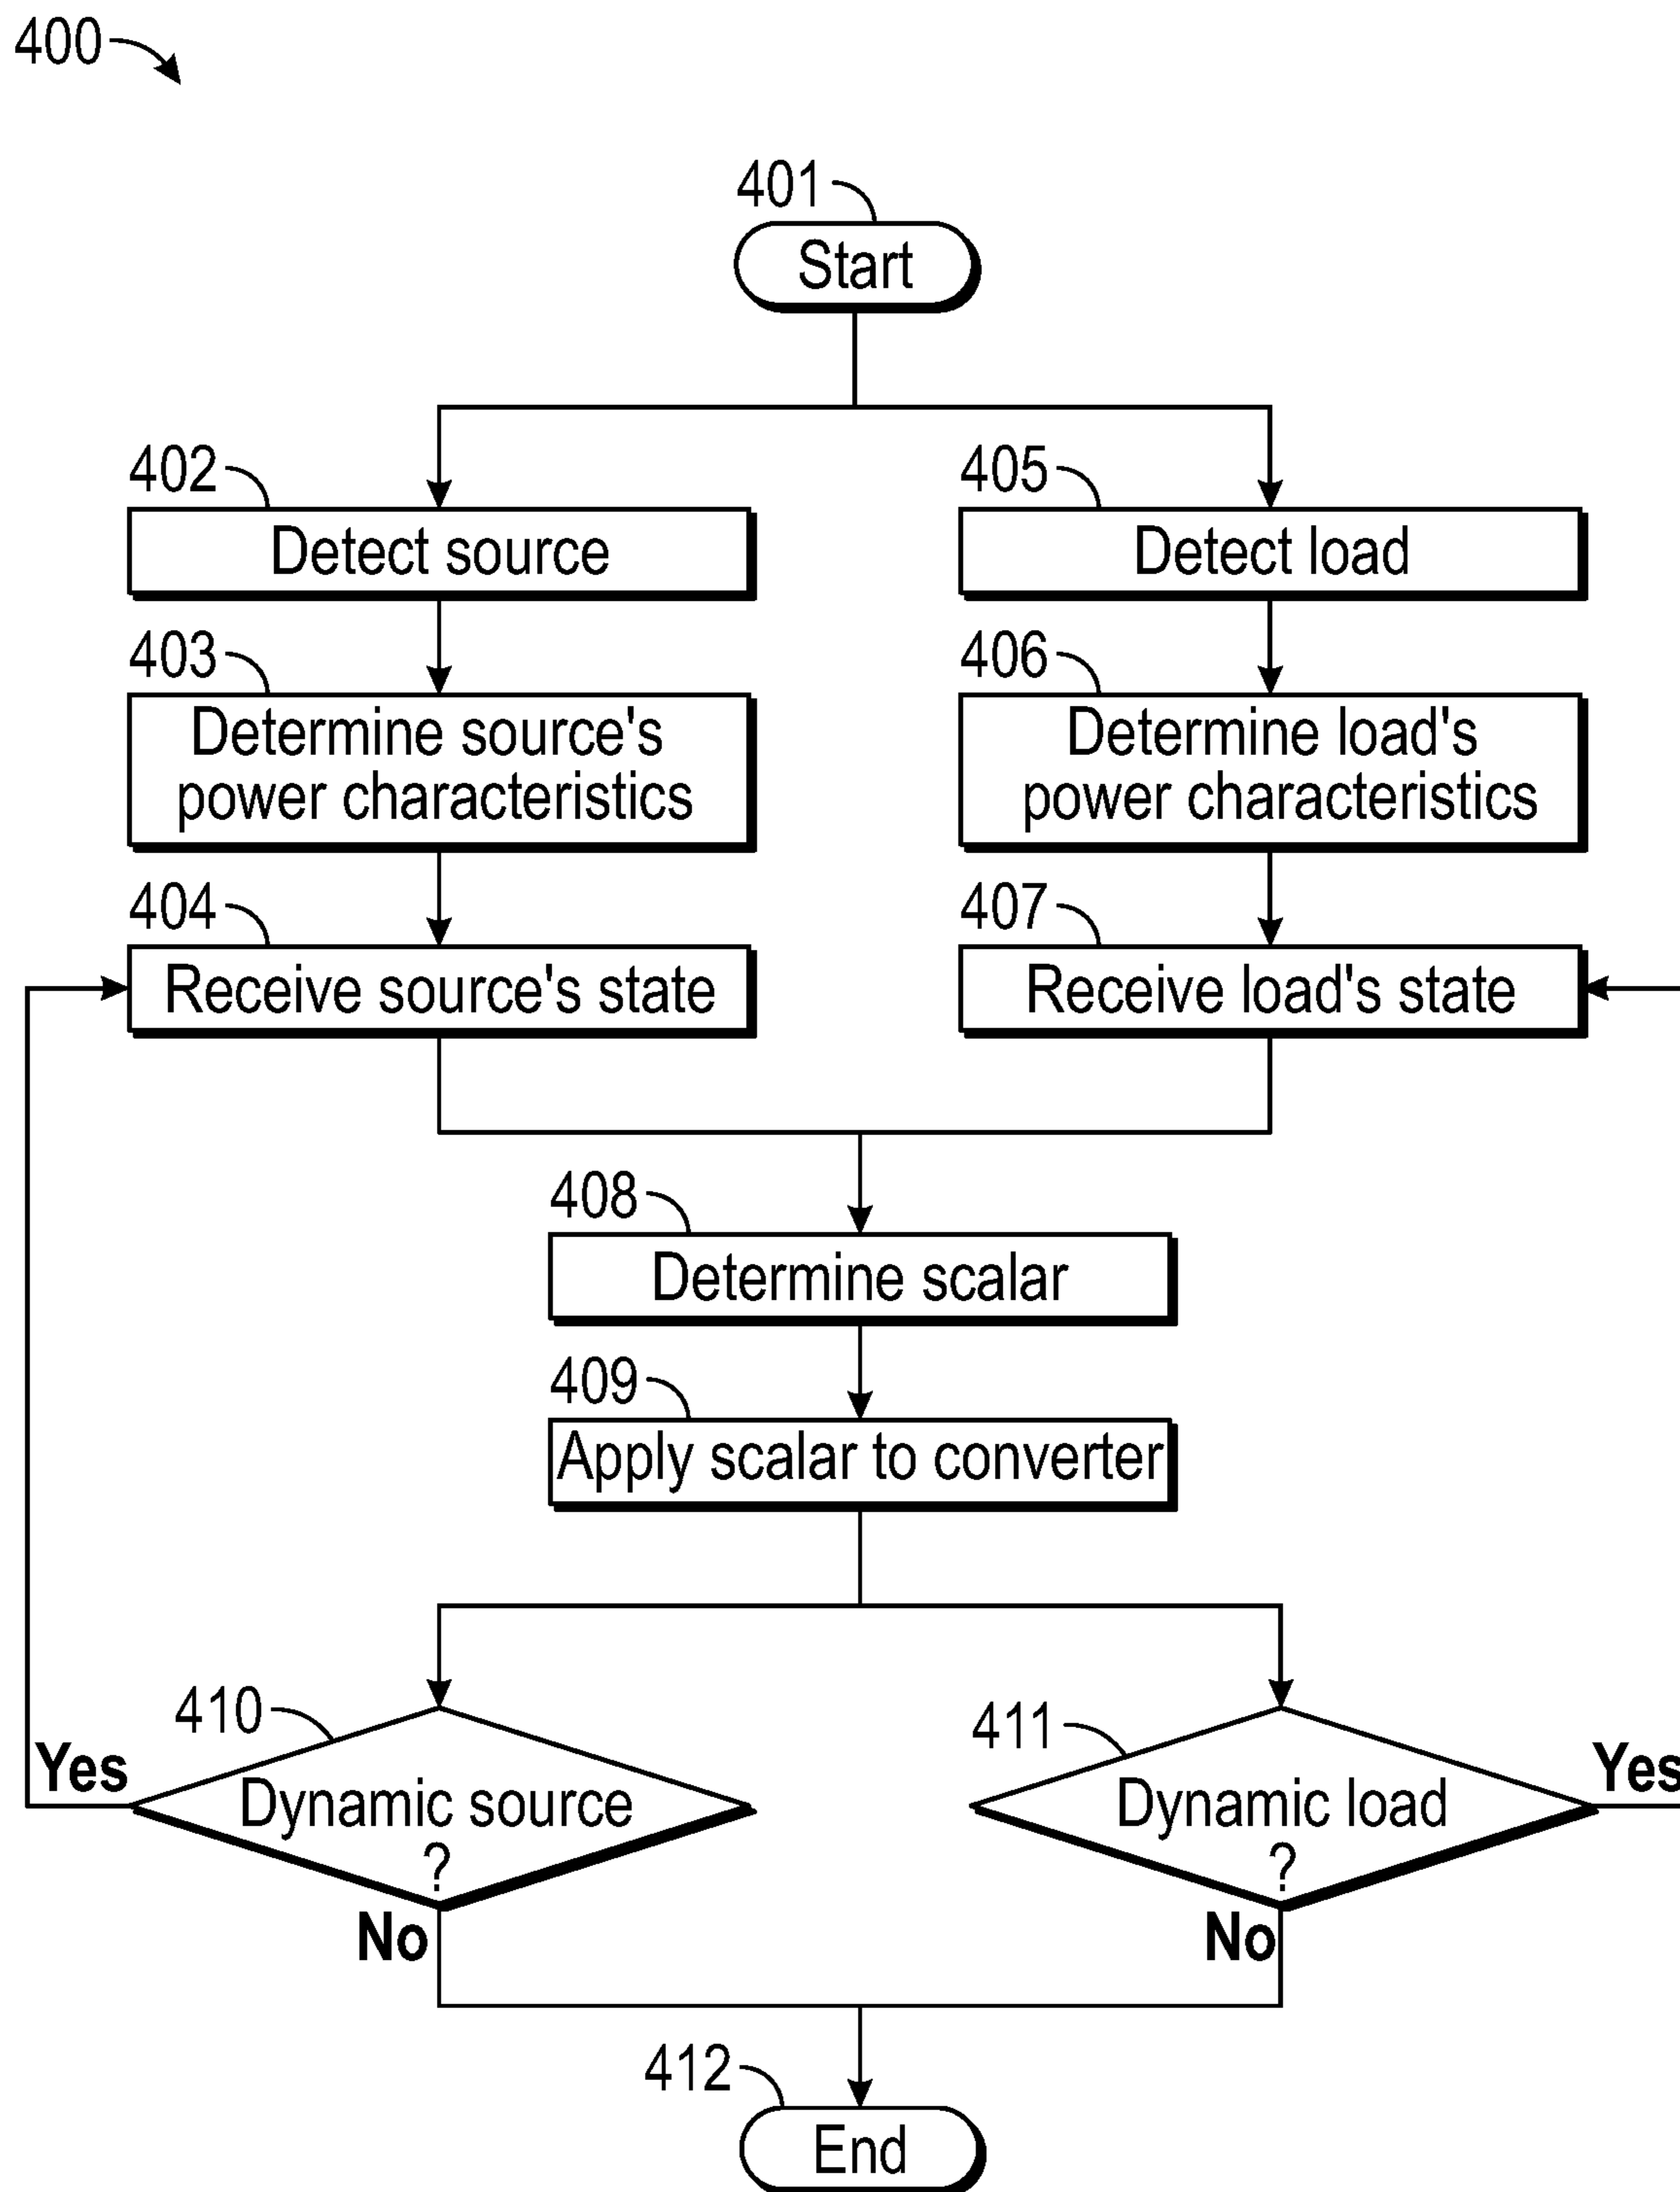 400
401
Start
402
Detect source
405
Detect load
403
Determine source's
power characteristics
406
Determine load's
power characteristics
404
Receive source's state
407
Receive load's state
408
Determine scalar
409
Apply scalar to converter
410
Yes
Dynamic source
?
No
411
Yes
Dynamic load
?
No
412
End